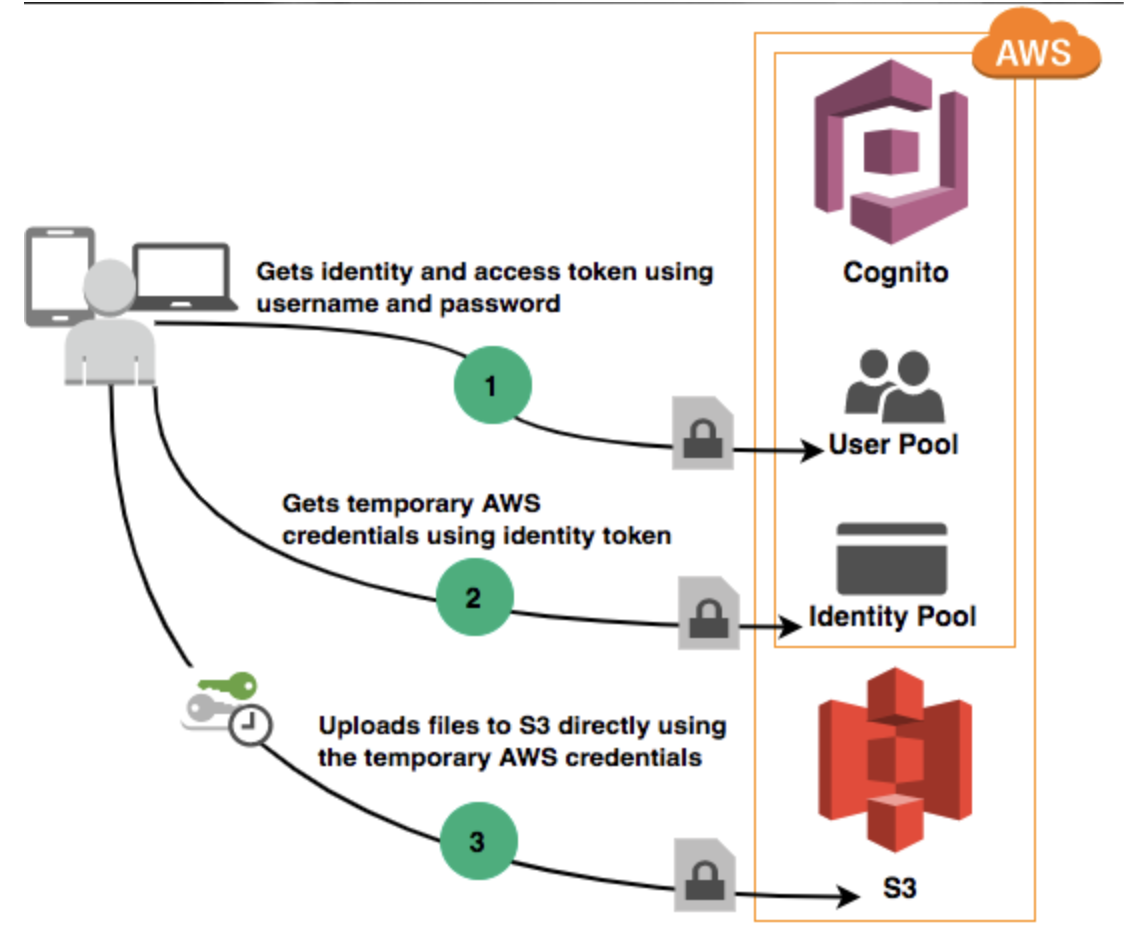 AWS
Cognito
Gets identity and access token using
username and password
1
User Pool
Gets temporary AWS
credentials using identity token
2
Identity Pool
Uploads files to S3 directly using
the temporary AWS credentials
3
S3